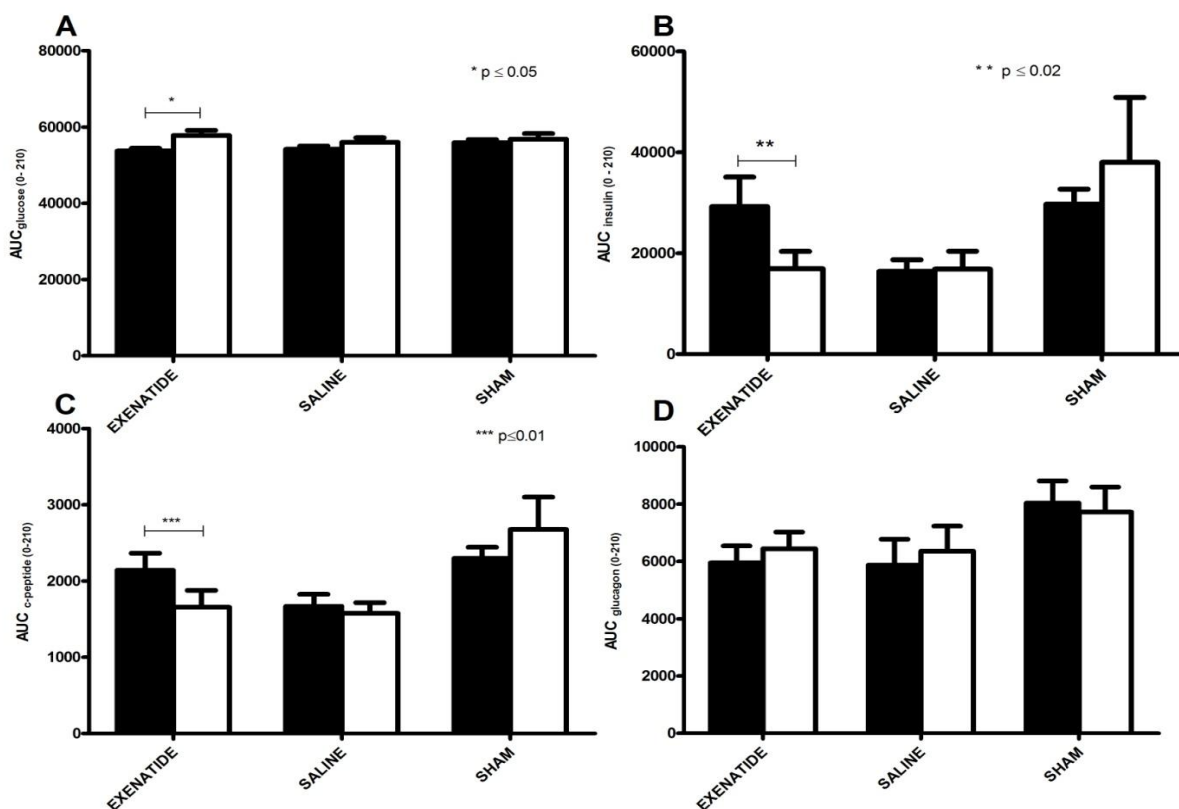 A
80000
60000
40000
20000
0
AUC glucose (0- 210)
* p ≤ 0.05
*
EXENATIDE
SALINE
SHAM
B
60000
40000
20000
0
AUC insulin (0 - 210)
* * p ≤ 0.02
**
EXENATIDE
SALINE
SHAM
C
4000
3000
2000
1000
0
AUC c-peptide (0-210)
*** p≤0.01
***
EXENATIDE
SALINE
SHAM
D
10000
8000
6000
4000
2000
0
AUC glucagon (0-210)
EXENATIDE
SALINE
SHAM